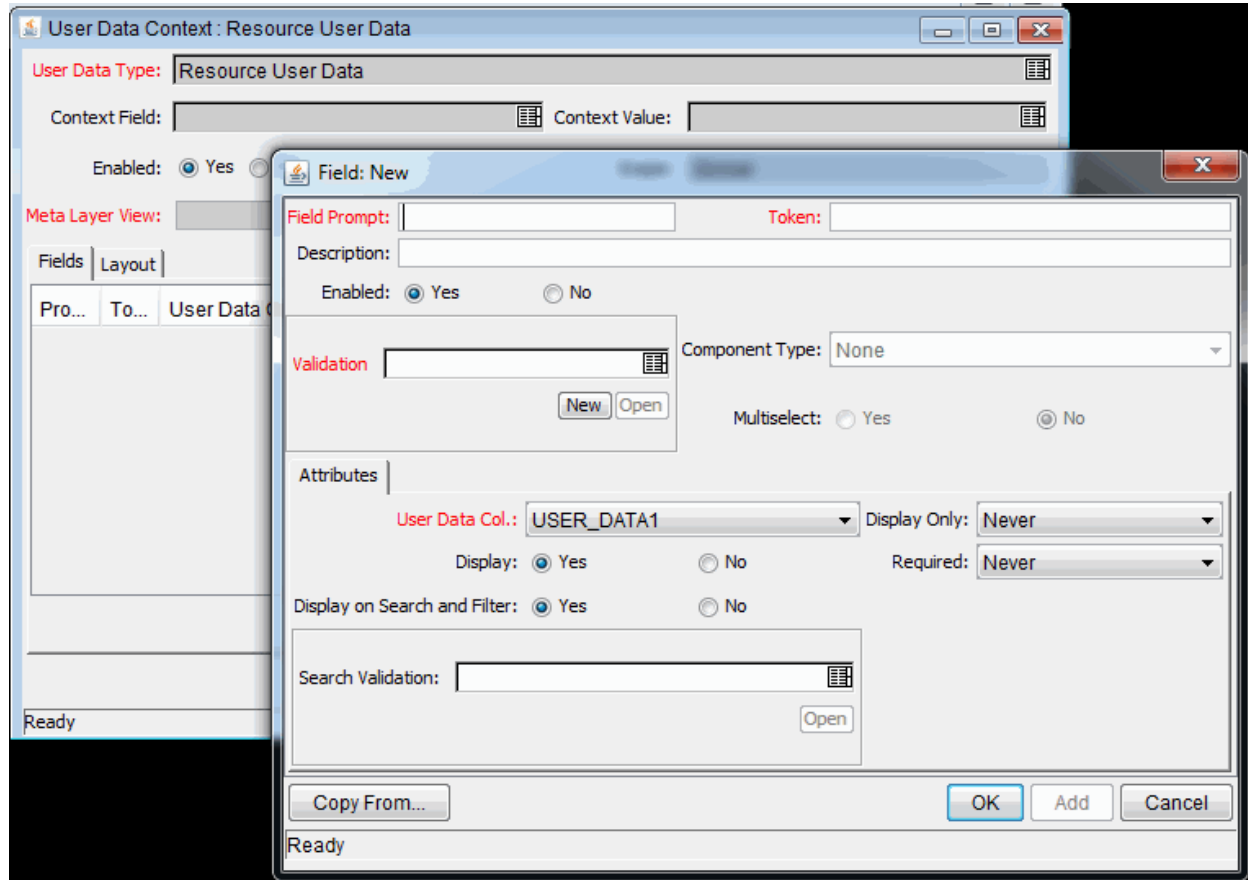 User Data Context : Resource User Data
User Data Type: Resource User Data
Context Field: Context Value:
Enabled: Yes
Meta Layer View:
Fields Layout
Pro... To... User Data
Field: New
Field Prompt: Token:
Description:
Enabled: Yes No
Validation Component Type: None
New Open
Multiselect: Yes No
Attributes
User Data Col.: USER_DATA1 Display Only: Never
Display: Yes No Required: Never
Display on Search and Filter: Yes No
Search Validation:
Open
Ready
Copy From... OK Add Cancel
Ready